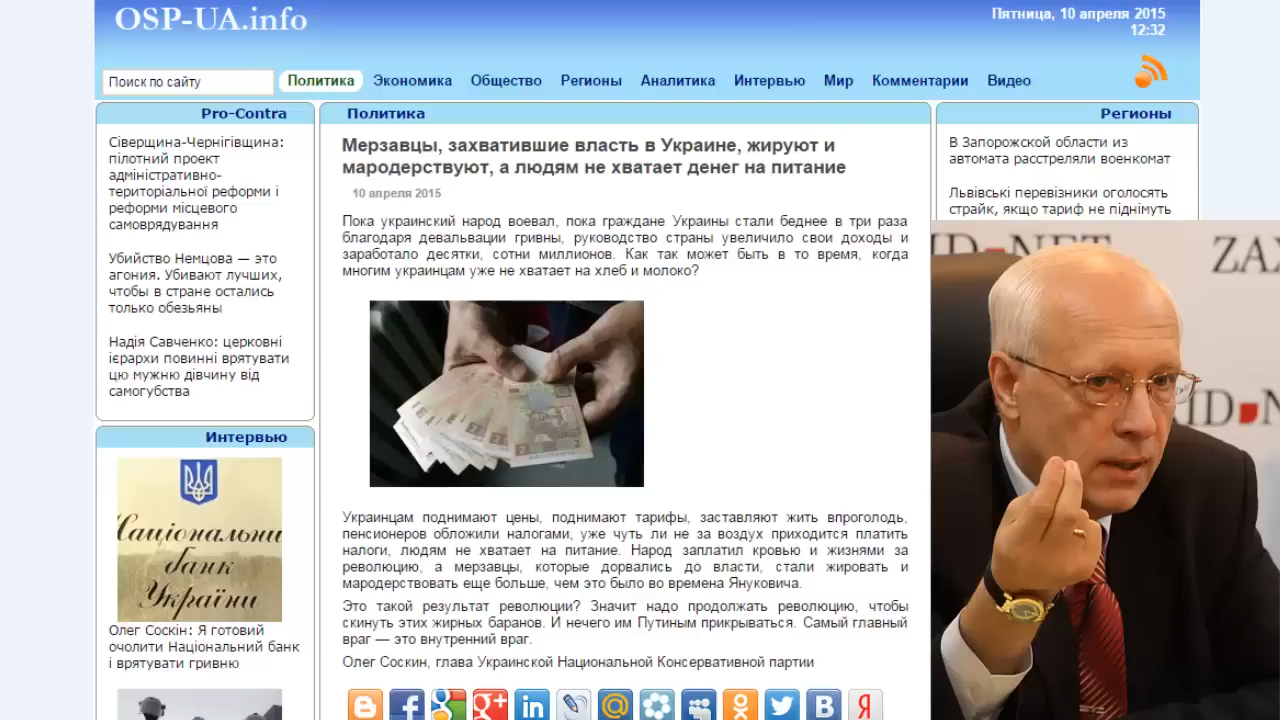 OSP-UA.info
Пятница, 10 апреля 2015
12:32
Поиск по сайту
Политика Экономика Общество Регионы Аналитика Интервью Мир Комментарии Видео
Pro-Contra
Сіверщина-Чернігівщина:
пілотний проект
адміністративно-
територіальної реформи і
реформи місцевого
самоврядування
Убийство Немцова — это
агония. Убивают лучших,
чтобы в стране остались
только обезьяны
Надія Савченко: церковні
ієрархи повинні врятувати
цю мужню дівчину від
самогубства
Интервью
Національний
банк
України
Олег Соскін: Я готовий
очолити Національний банк
і врятувати гривню
Политика
Мерзавцы, захватившие власть в Украине, жируют и
мародерствуют, а людям не хватает денег на питание
10 апреля 2015
Пока украинский народ воевал, пока граждане Украины стали беднее в три раза
благодаря девальвации гривны, руководство страны увеличило свои доходы и
заработало десятки, сотни миллионов. Как так может быть в то время, когда
многим украинцам уже не хватает на хлеб и молоко?
Украинцам поднимают цены, поднимают тарифы, заставляют жить впроголодь,
пенсионеров обложили налогами, уже чуть ли не за воздух приходится платить
налоги, людям не хватает на питание. Народ заплатил кровью и жизнями за
революцию, а мерзавцы, которые дорвались до власти, стали жировать и
мародерствовать еще больше, чем это было во времена Януковича.
Это такой результат революции? Значит надо продолжать революцию, чтобы
скинуть этих жирных баранов. И нечего им Путиным прикрываться. Самый главный
враг — это внутренний враг.
Олег Соскин, глава Украинской Национальной Консервативной партии
Регионы
В Запорожской области из
автомата расстреляли военкомат
Львівські перевізники оголосять
страйк, якщо тариф не піднімуть
ID NET
ZAX
ID